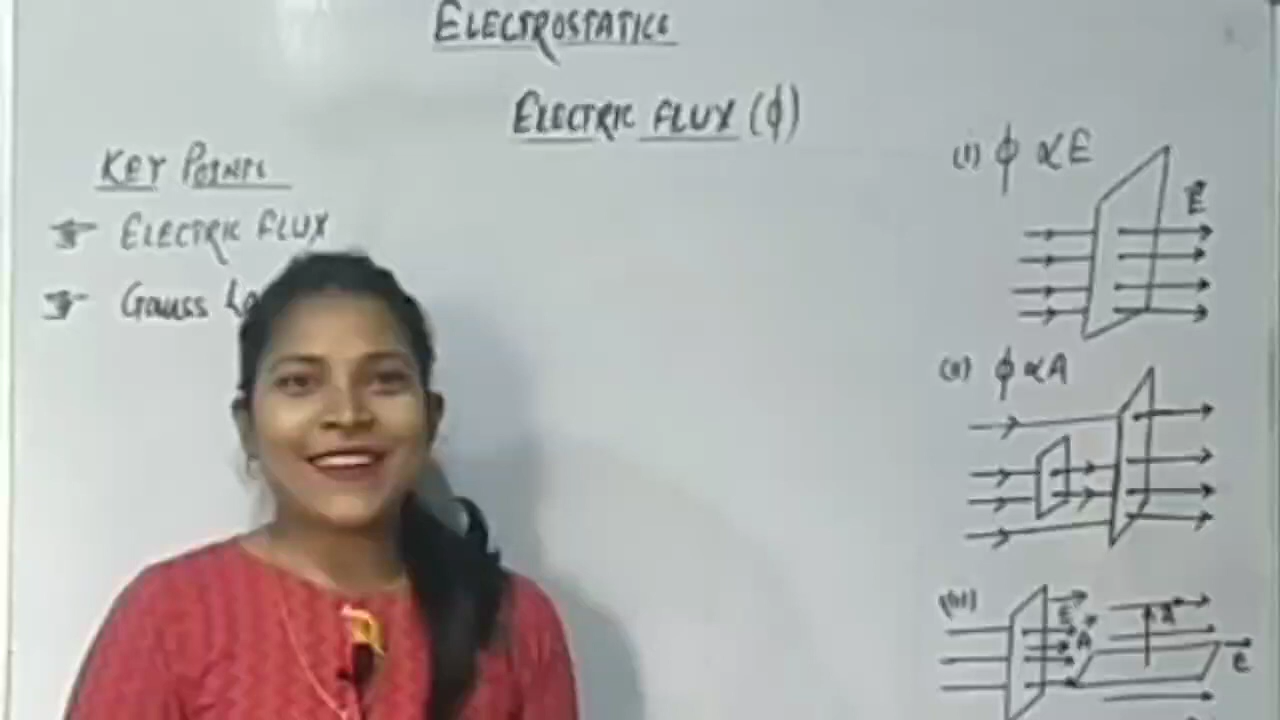 ELECTROSTATICS
ELECTRIC FLUX (ϕ)
KEY POINTS
ELECTRIC FLUX
Gauss
(i) ϕ ∝ E
E
(ii) ϕ ∝ A
(iii)
E
A
A
E